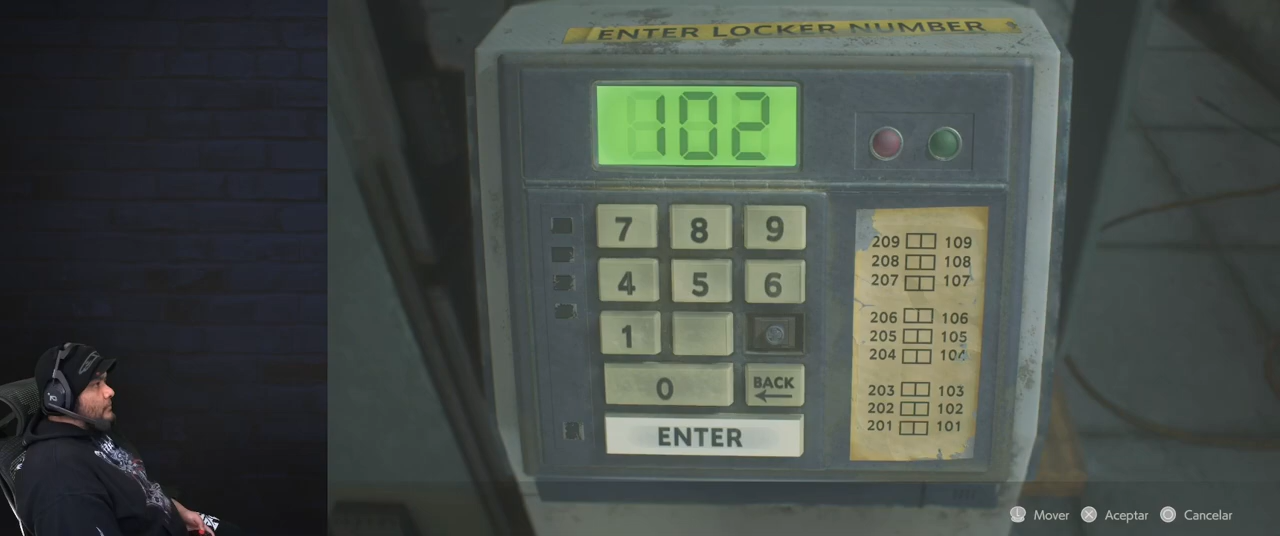 ENTER LOCKER NUMBER
102
7 8 9
4 5 6
1
0 BACK
ENTER
209 109
208 108
207 107
206 106
205 105
204 104
203 103
202 102
201 101
L Mover Aceptar Cancelar